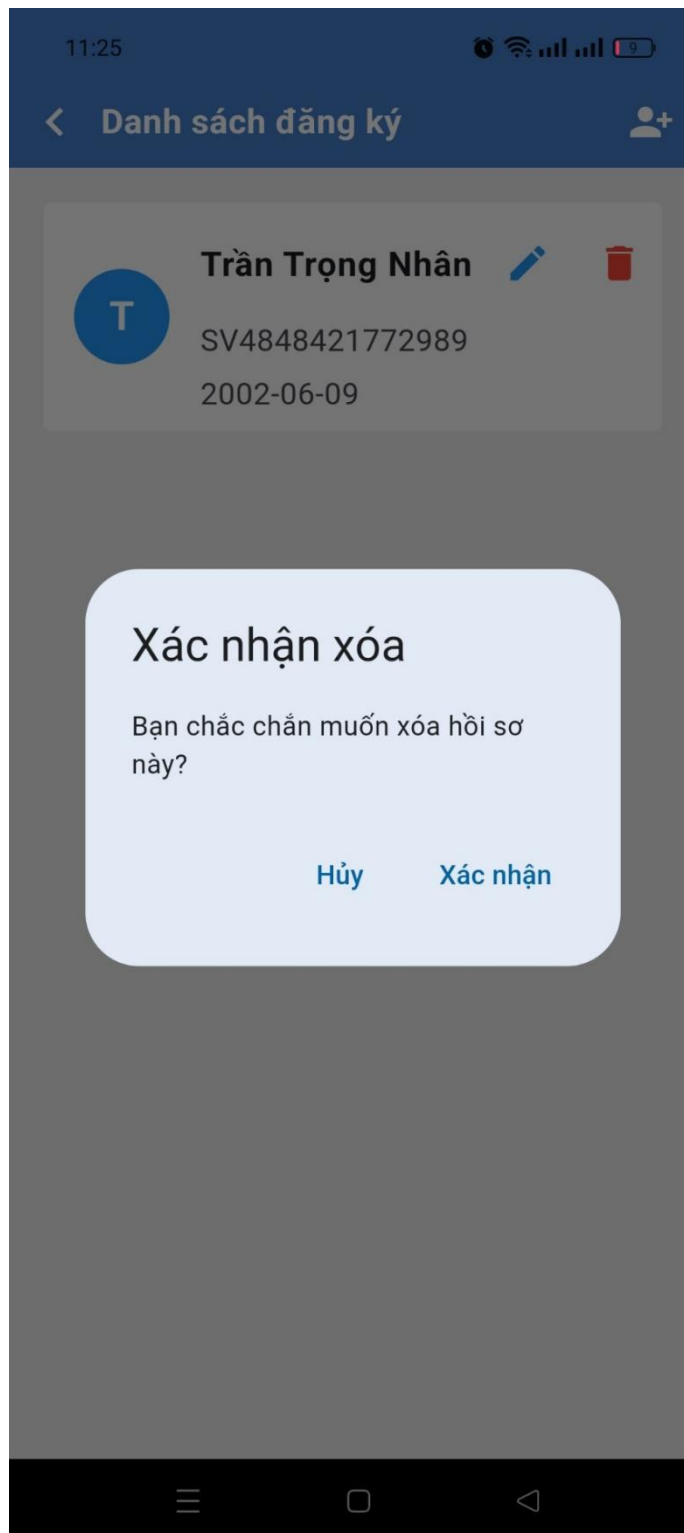 11:25
9
Danh sách đăng ký
T
Trần Trọng Nhân
SV4848421772989
2002-06-09
Xác nhận xóa
Bạn chắc chắn muốn xóa hồi sơ
này?
Hủy Xác nhận